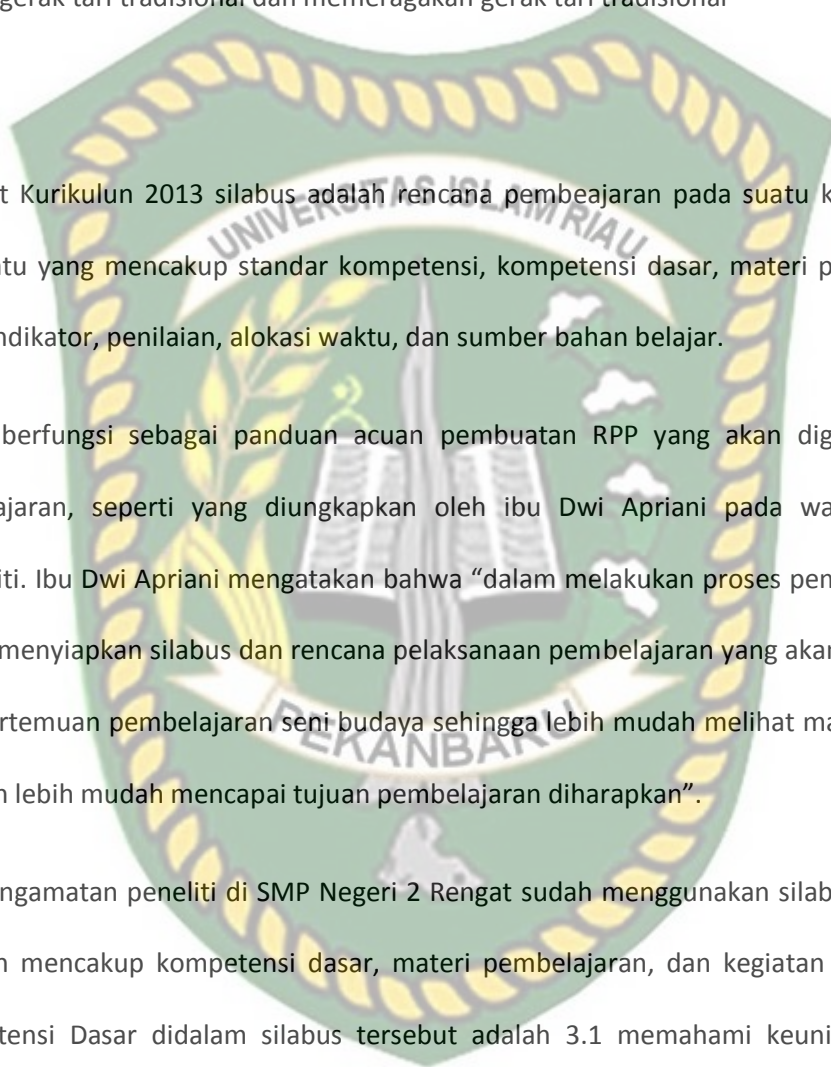 gerak tari tradisional dan memeragakan gerak tari tradisional
UNIVERSITAS ISLAM RIAU
t Kurikulun 2013 silabus adalah rencana pembeajaran pada suatu k
tu yang mencakup standar kompetensi, kompetensi dasar, materi p
ndikator, penilaian, alokasi waktu, dan sumber bahan belajar.
berfungsi sebagai panduan acuan pembuatan RPP yang akan dig
ajaran, seperti yang diungkapkan oleh ibu Dwi Apriani pada wa
iti. Ibu Dwi Apriani mengatakan bahwa “dalam melakukan proses pem
menyiapkan silabus dan rencana pelaksanaan pembelajaran yang akan
ertemuan pembelajaran seni budaya sehingga lebih mudah melihat ma
PEKANBARU
n lebih mudah mencapai tujuan pembelajaran diharapkan”.
ngamatan peneliti di SMP Negeri 2 Rengat sudah menggunakan silab
n mencakup kompetensi dasar, materi pembelajaran, dan kegiatan
tensi Dasar didalam silabus tersebut adalah 3.1 memahami keuni